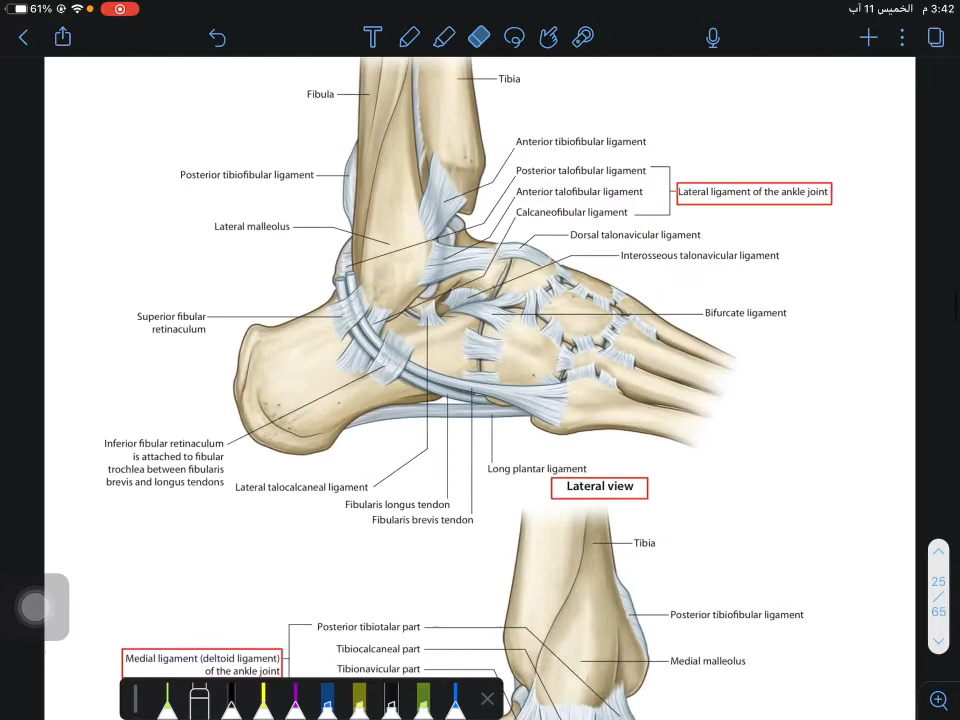 61%
3:42 م الخميس 11 آب
Tibia
Fibula
Anterior tibiofibular ligament
Posterior tibiofibular ligament
Posterior talofibular ligament
Anterior talofibular ligament
Lateral ligament of the ankle joint
Calcaneofibular ligament
Lateral malleolus
Dorsal talonavicular ligament
Interosseous talonavicular ligament
Superior fibular
retinaculum
Bifurcate ligament
Inferior fibular retinaculum
is attached to fibular
trochlea between fibularis
brevis and longus tendons
Lateral talocalcaneal ligament
Long plantar ligament
Lateral view
Fibularis longus tendon
Fibularis brevis tendon
Tibia
25
/
65
Posterior tibiofibular ligament
Posterior tibiotalar part
Tibiocalcaneal part
Medial ligament (deltoid ligament)
of the ankle joint
Medial malleolus
Tibionavicular part